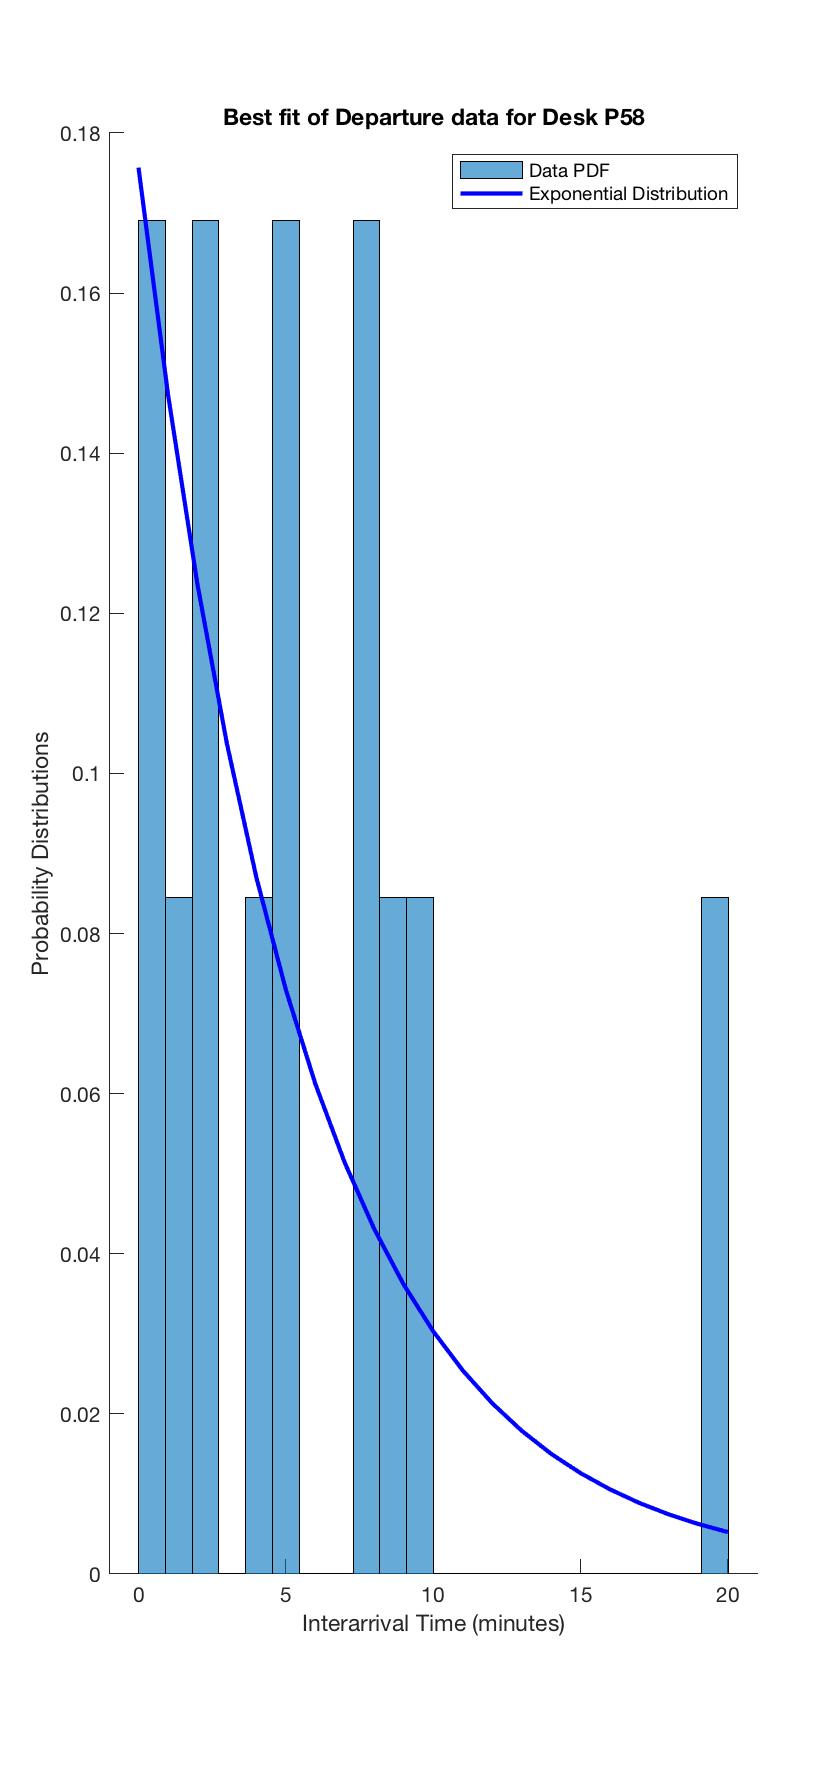 Best fit of Departure data for Desk P58
Data PDF
Exponential Distribution
0.18
0.16
0.14
0.12
0.1
0.08
0.06
0.04
0.02
0
Probability Distributions
0 5 10 15 20
Interarrival Time (minutes)